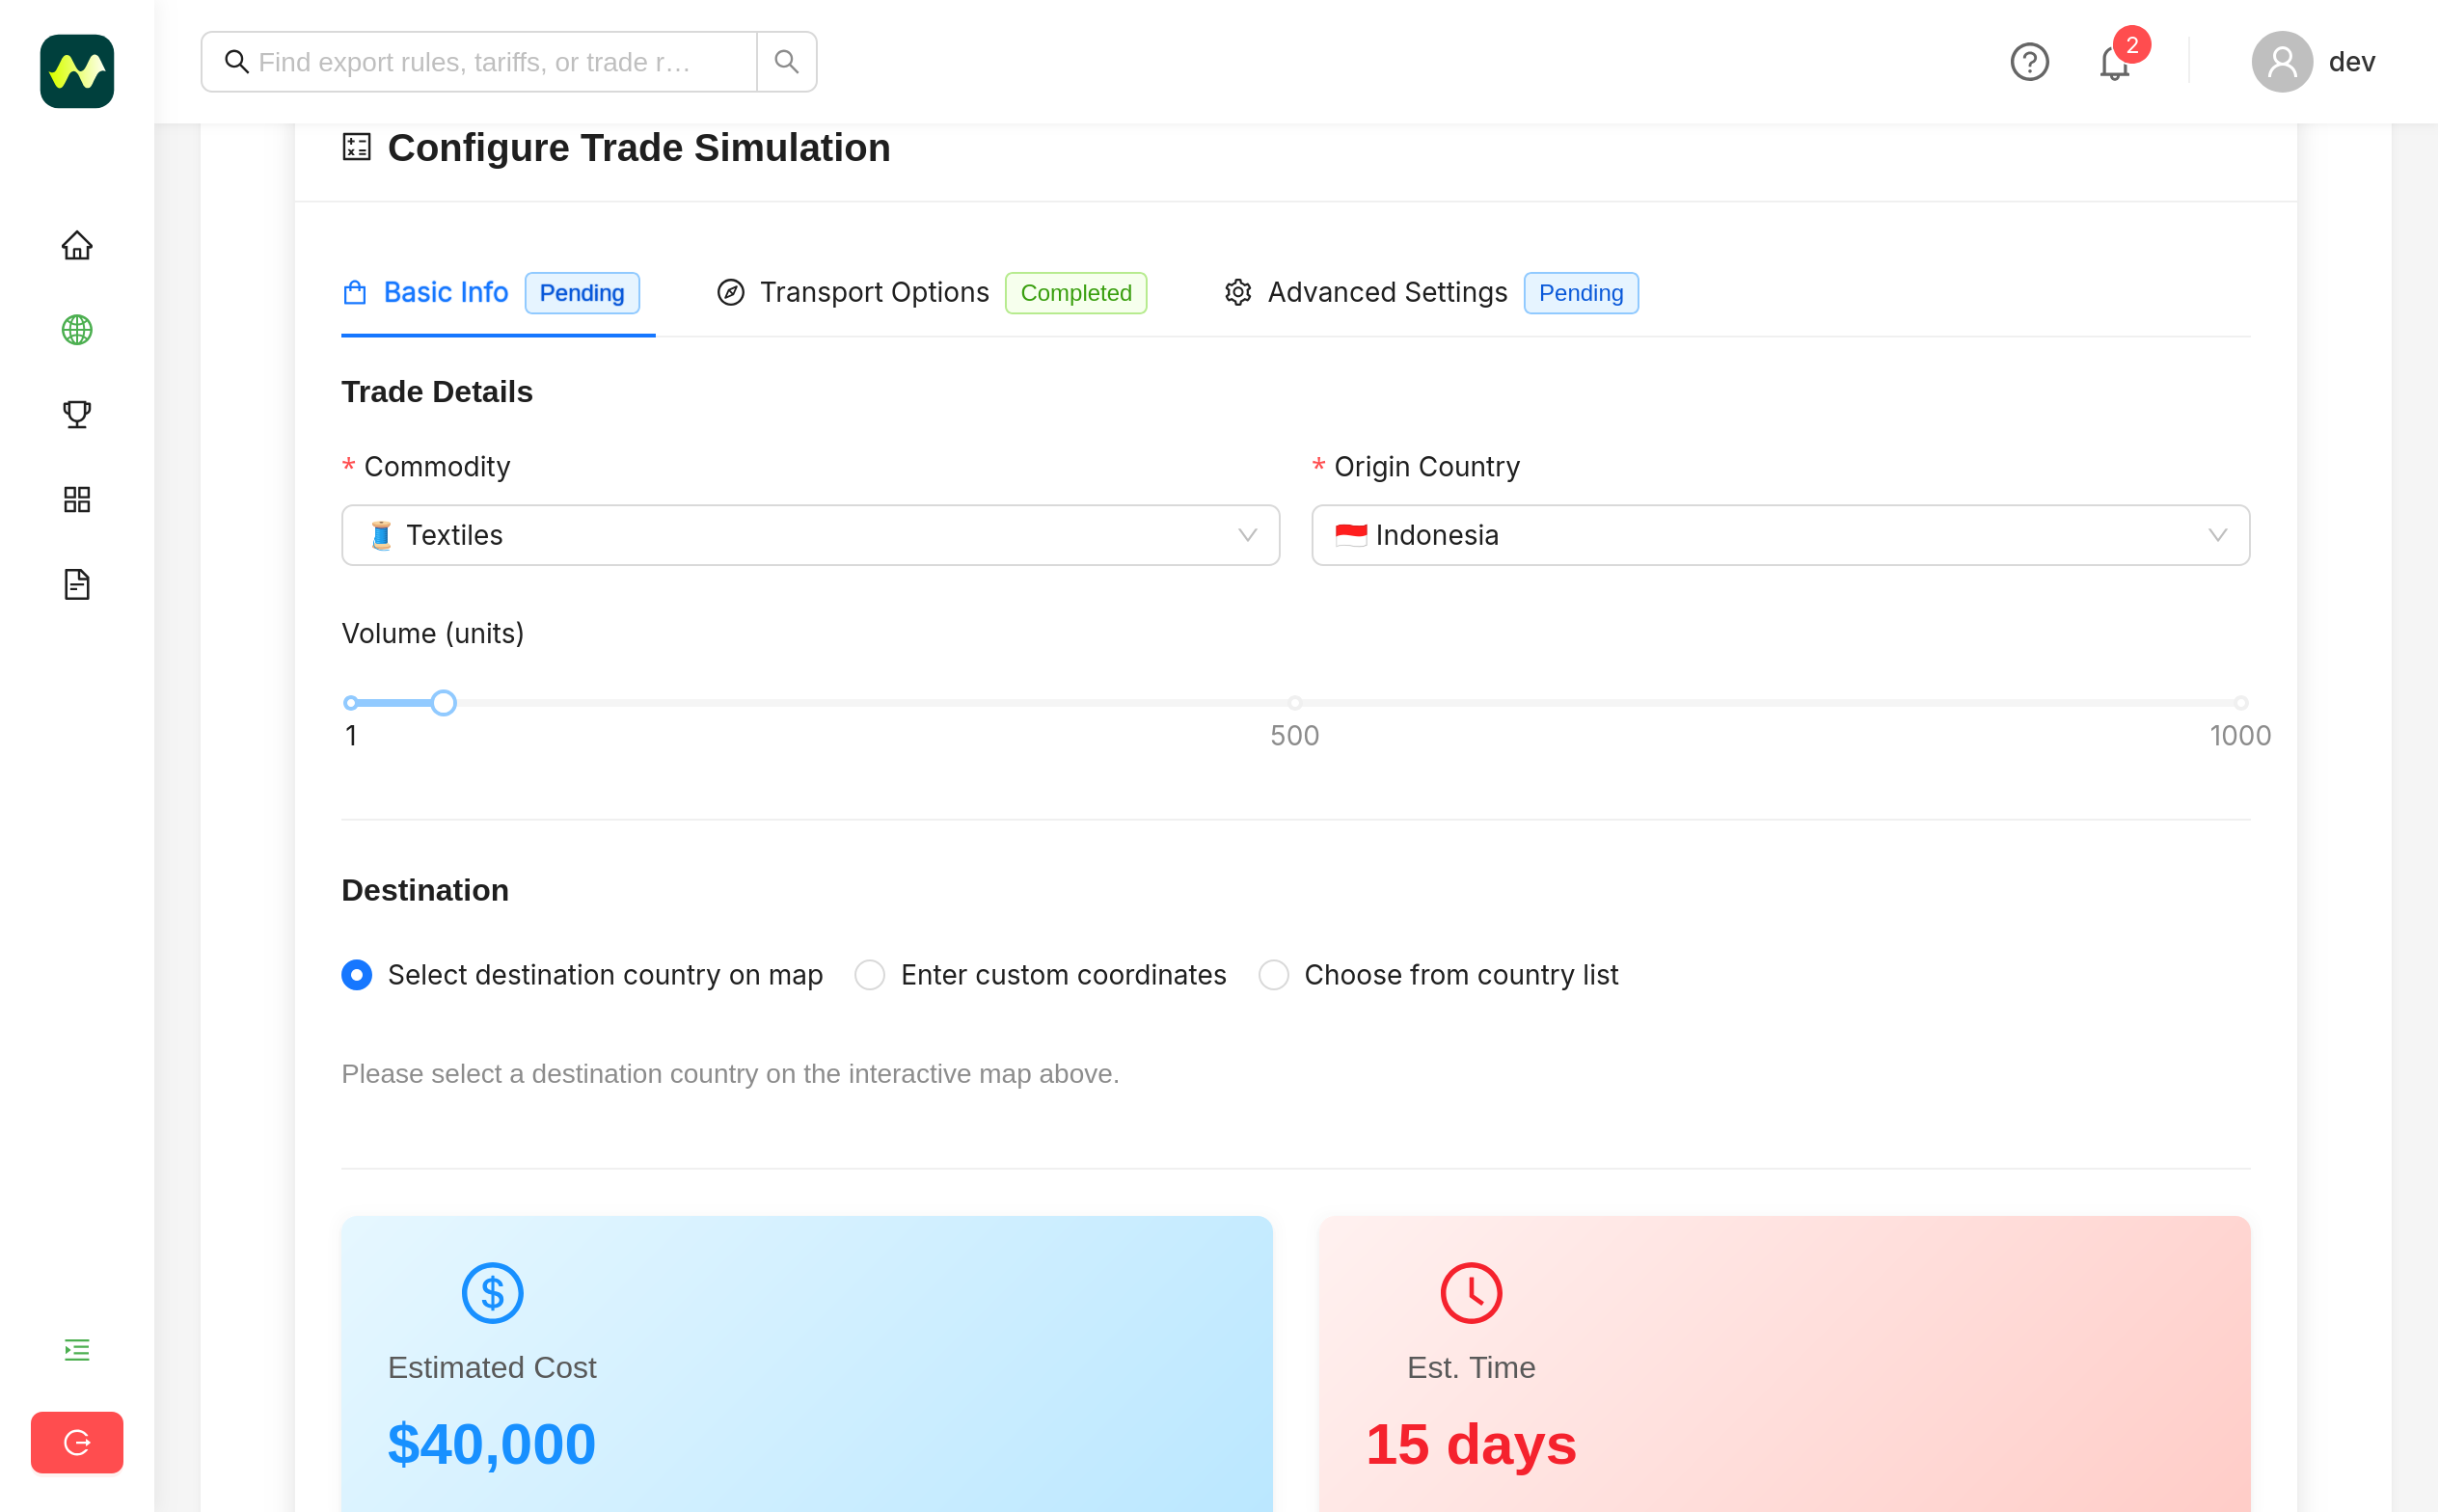 Find export rules, tariffs, or trade r…
2
dev
Configure Trade Simulation
Basic Info Pending
Transport Options Completed
Advanced Settings Pending
Trade Details
* Commodity
* Origin Country
Textiles
Indonesia
Volume (units)
1
500
1000
Destination
Select destination country on map
Enter custom coordinates
Choose from country list
Please select a destination country on the interactive map above.
Estimated Cost
$40,000
Est. Time
15 days